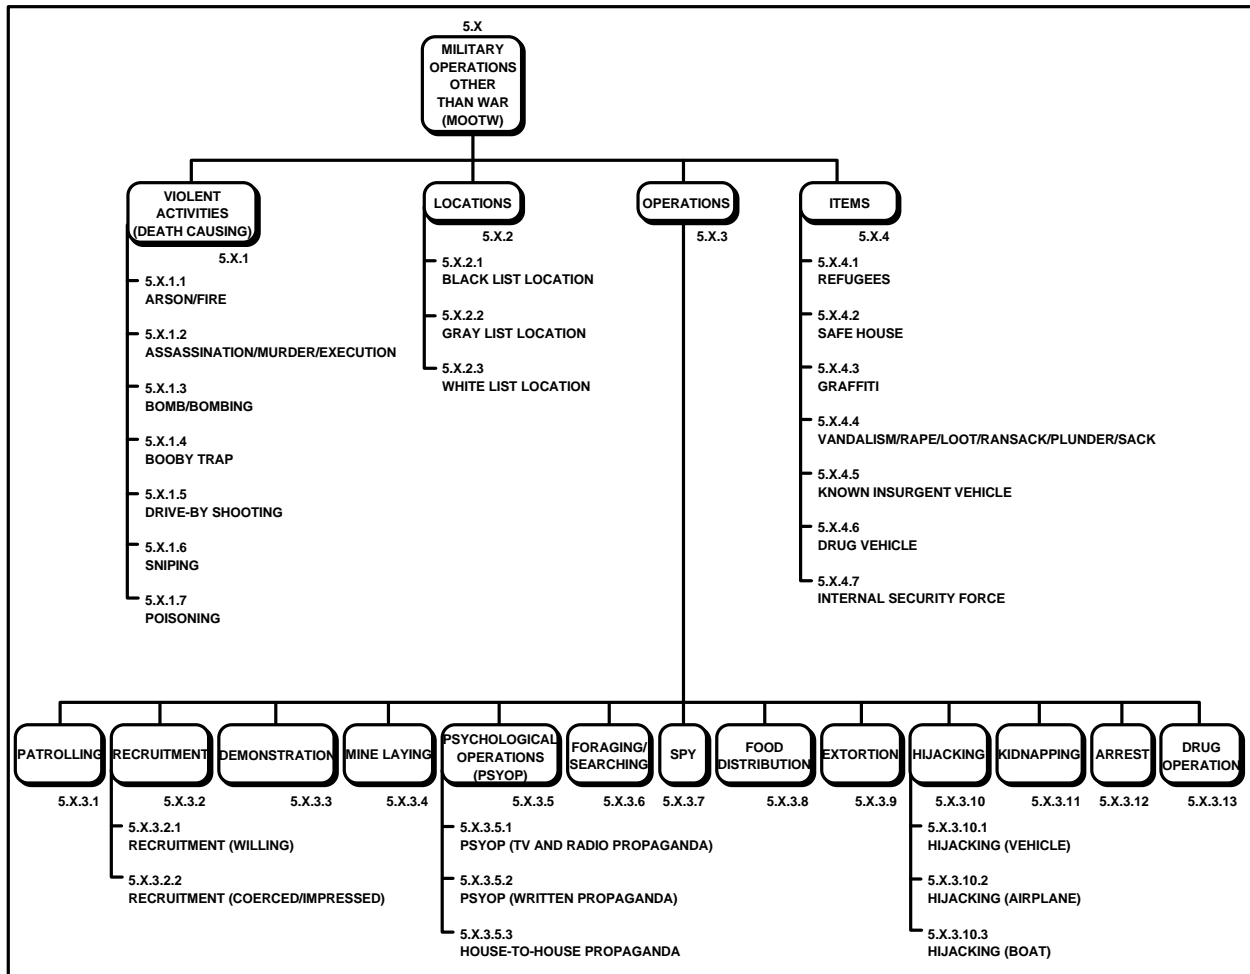 5.X
MILITARY
OPERATIONS
OTHER
THAN WAR
(MOOTW)
VIOLENT
ACTIVITIES
(DEATH CAUSING)
5.X.1
5.X.1.1
ARSON/FIRE
5.X.1.2
ASSASSINATION/MURDER/EXECUTION
5.X.1.3
BOMB/BOMBING
5.X.1.4
BOOBY TRAP
5.X.1.5
DRIVE-BY SHOOTING
5.X.1.6
SNIPING
5.X.1.7
POISONING
LOCATIONS
5.X.2
5.X.2.1
BLACK LIST LOCATION
5.X.2.2
GRAY LIST LOCATION
5.X.2.3
WHITE LIST LOCATION
OPERATIONS
5.X.3
ITEMS
5.X.4
5.X.4.1
REFUGEES
5.X.4.2
SAFE HOUSE
5.X.4.3
GRAFFITI
5.X.4.4
VANDALISM/RAPE/LOOT/RANSACK/PLUNDER/SACK
5.X.4.5
KNOWN INSURGENT VEHICLE
5.X.4.6
DRUG VEHICLE
5.X.4.7
INTERNAL SECURITY FORCE
PATROLLING
5.X.3.1
RECRUITMENT
5.X.3.2
5.X.3.2.1
RECRUITMENT (WILLING)
5.X.3.2.2
RECRUITMENT (COERCED/IMPRESSED)
DEMONSTRATION
5.X.3.3
MINE LAYING
5.X.3.4
PSYCHOLOGICAL
OPERATIONS
(PSYOP)
5.X.3.5
5.X.3.5.1
PSYOP (TV AND RADIO PROPAGANDA)
5.X.3.5.2
PSYOP (WRITTEN PROPAGANDA)
5.X.3.5.3
HOUSE-TO-HOUSE PROPAGANDA
FORAGING/
SEARCHING
5.X.3.6
SPY
5.X.3.7
FOOD
DISTRIBUTION
5.X.3.8
EXTORTION
5.X.3.9
HIJACKING
5.X.3.10
5.X.3.10.1
HIJACKING (VEHICLE)
5.X.3.10.2
HIJACKING (AIRPLANE)
5.X.3.10.3
HIJACKING (BOAT)
KIDNAPPING
5.X.3.11
ARREST
5.X.3.12
DRUG
OPERATION
5.X.3.13